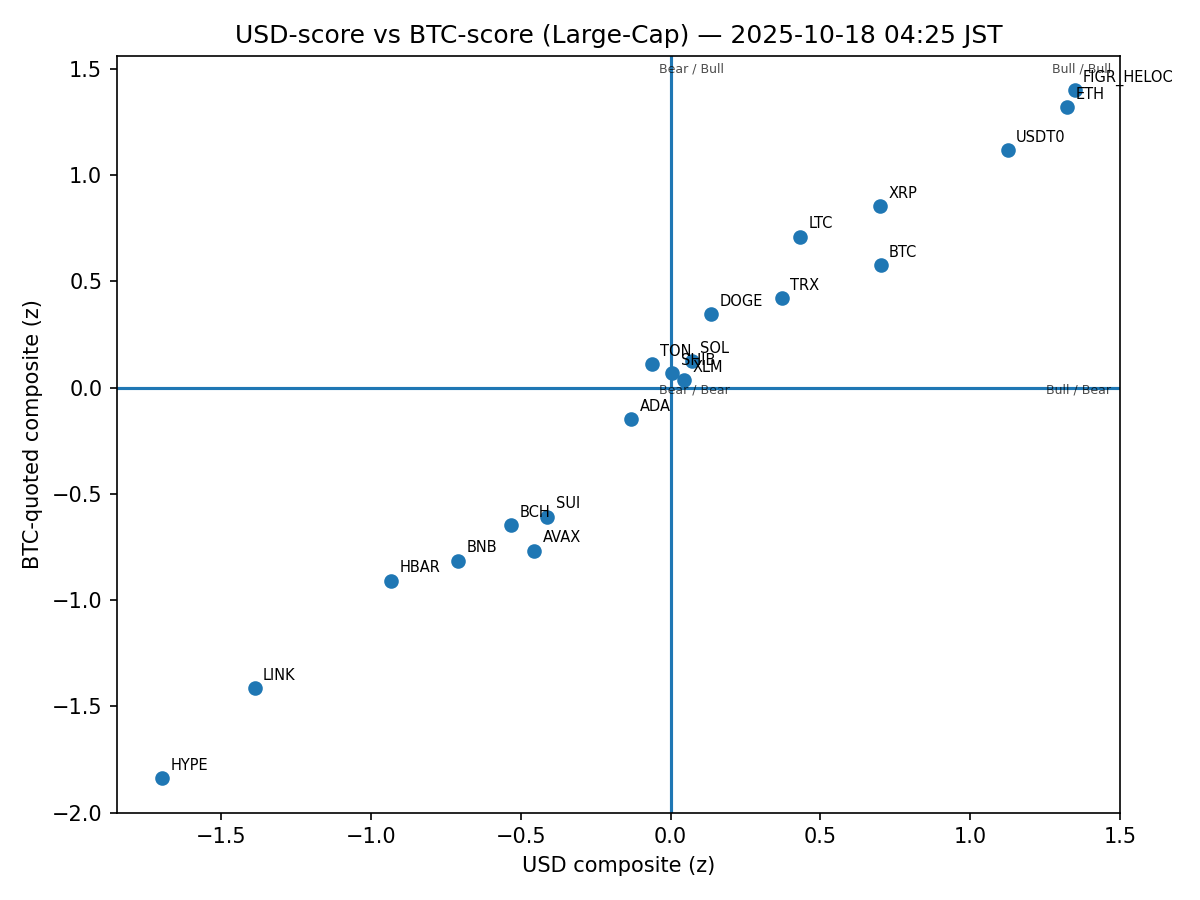 USD-score vs BTC-score (Large-Cap) — 2025-10-18 04:25 JST
1.5
Bear / Bull
Bull / Bull
FIGR_HELOC
ETH
USDT0
1.0
XRP
LTC
BTC
0.5
TRX
DOGE
TON
SOL
SHIB
XLM
0.0
Bear / Bear
Bull / Bear
ADA
−0.5
SUI
BCH
AVAX
BNB
HBAR
−1.0
LINK
−1.5
HYPE
−2.0
−1.5
−1.0
−0.5
0.0
0.5
1.0
1.5
USD composite (z)
BTC-quoted composite (z)